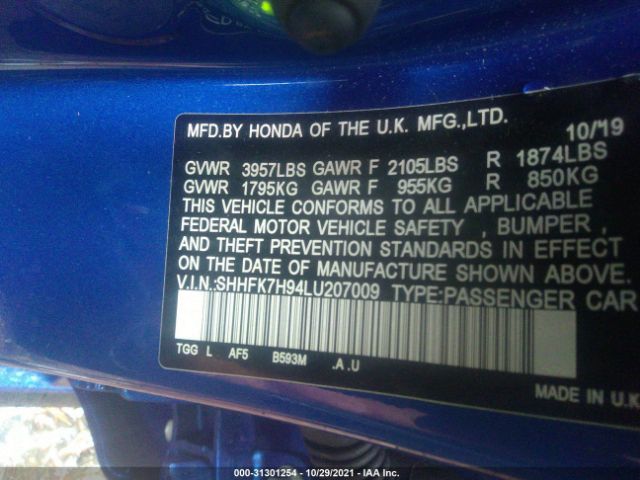 MFD.BY HONDA OF THE U.K. MFG.,LTD. 10/19
GVWR 3957LBS GAWR F 2105LBS R 1874LBS
GVWR 1795KG GAWR F 955KG R 850KG
THIS VEHICLE CONFORMS TO ALL APPLICABLE
FEDERAL MOTOR VEHICLE SAFETY , BUMPER ,
AND THEFT PREVENTION STANDARDS IN EFFECT
ON THE DATE OF MANUFACTURE SHOWN ABOVE.
V.I.N.:SHHFK7H94LU207009 TYPE:PASSENGER CAR
TGG L AF5 B593M .A .U
MADE IN U.K
000-31301254 | 10/29/2021 | IAA Inc.